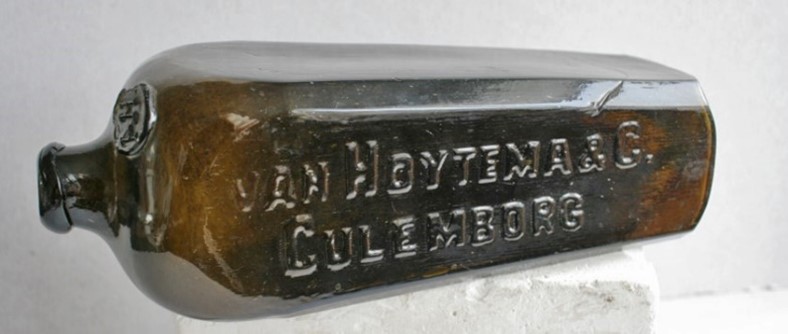 VAN HOYTEMA & C.
CULEMBORG